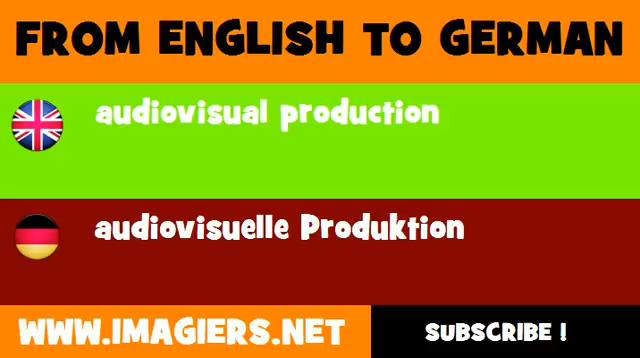 FROM ENGLISH TO GERMAN
audiovisual production
audiovisuelle Produktion
WWW.IMAGIERS.NET
SUBSCRIBE !